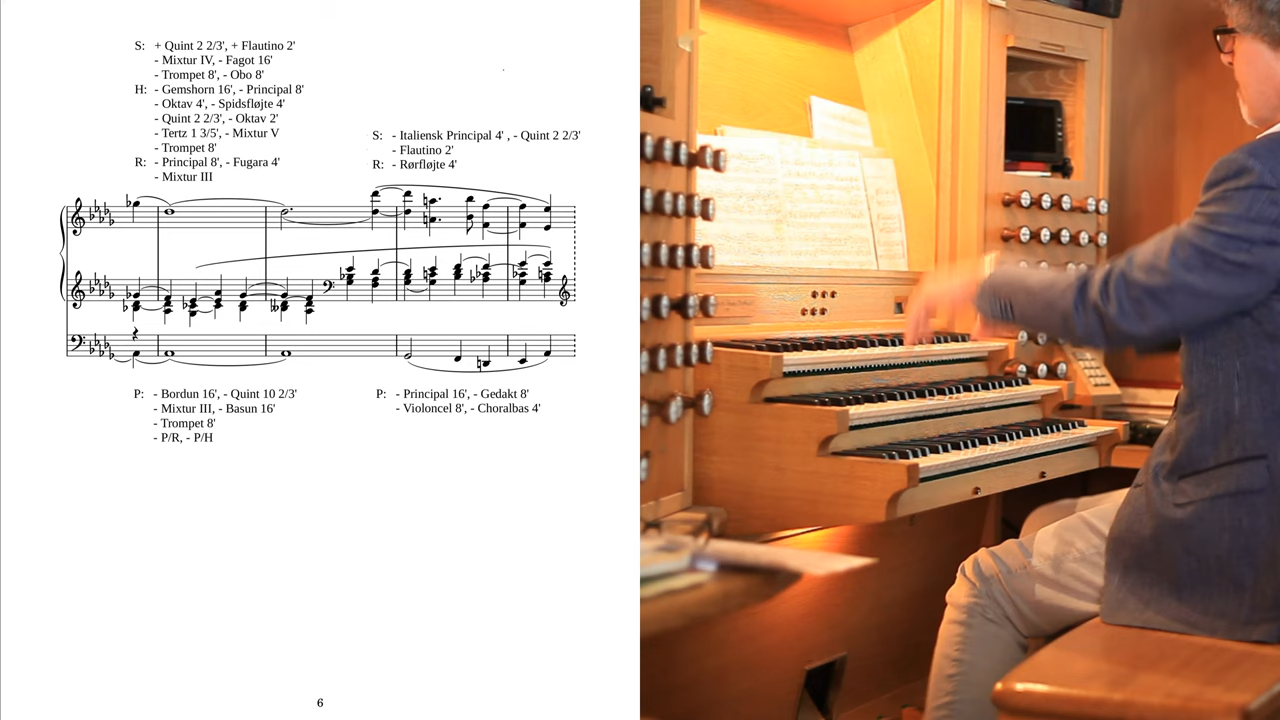 S: + Quint 2 2/3', + Flautino 2'
- Mixtur IV, - Fagot 16'
- Trompet 8', - Obo 8'
H: - Gemshorn 16', - Principal 8'
- Oktav 4', - Spidsfløjte 4'
- Quint 2 2/3', - Oktav 2'
- Tertz 1 3/5', - Mixtur V
- Trompet 8'
R: - Principal 8', - Fugara 4'
- Mixtur III
S: - Italiensk Principal 4' , - Quint 2 2/3'
- Flautino 2'
R: - Rørfløjte 4'
P: - Bordun 16', - Quint 10 2/3'
- Mixtur III, - Basun 16'
- Trompet 8'
- P/R, - P/H
P: - Principal 16', - Gedakt 8'
- Violoncel 8', - Choralbas 4'
6